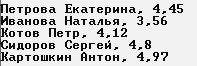 Петрова Екатерина, 4,45
Иванова Наталья, 3,56
Котов Петр, 4,12
Сидоров Сергей, 4,8
Картошкин Антон, 4,97